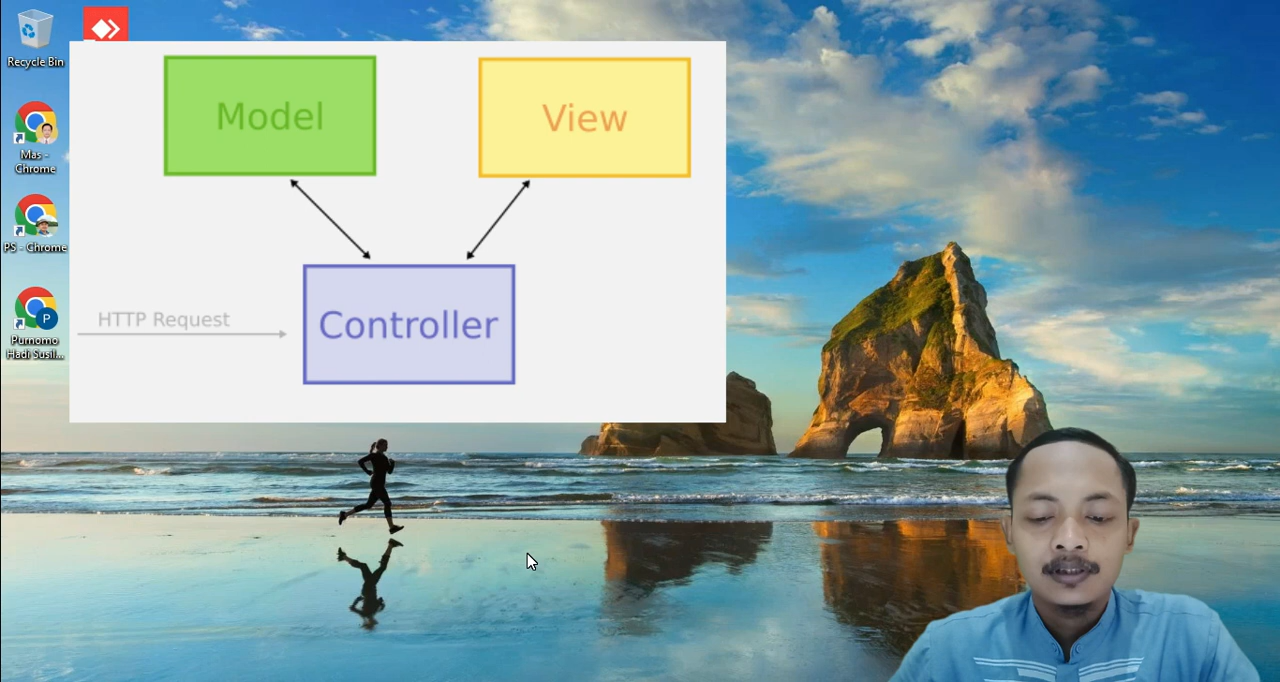 Recycle Bin
Mas -
Chrome
PS - Chrome
P
Purnomo
Hadi Susil...
Model
View
HTTP Request
Controller